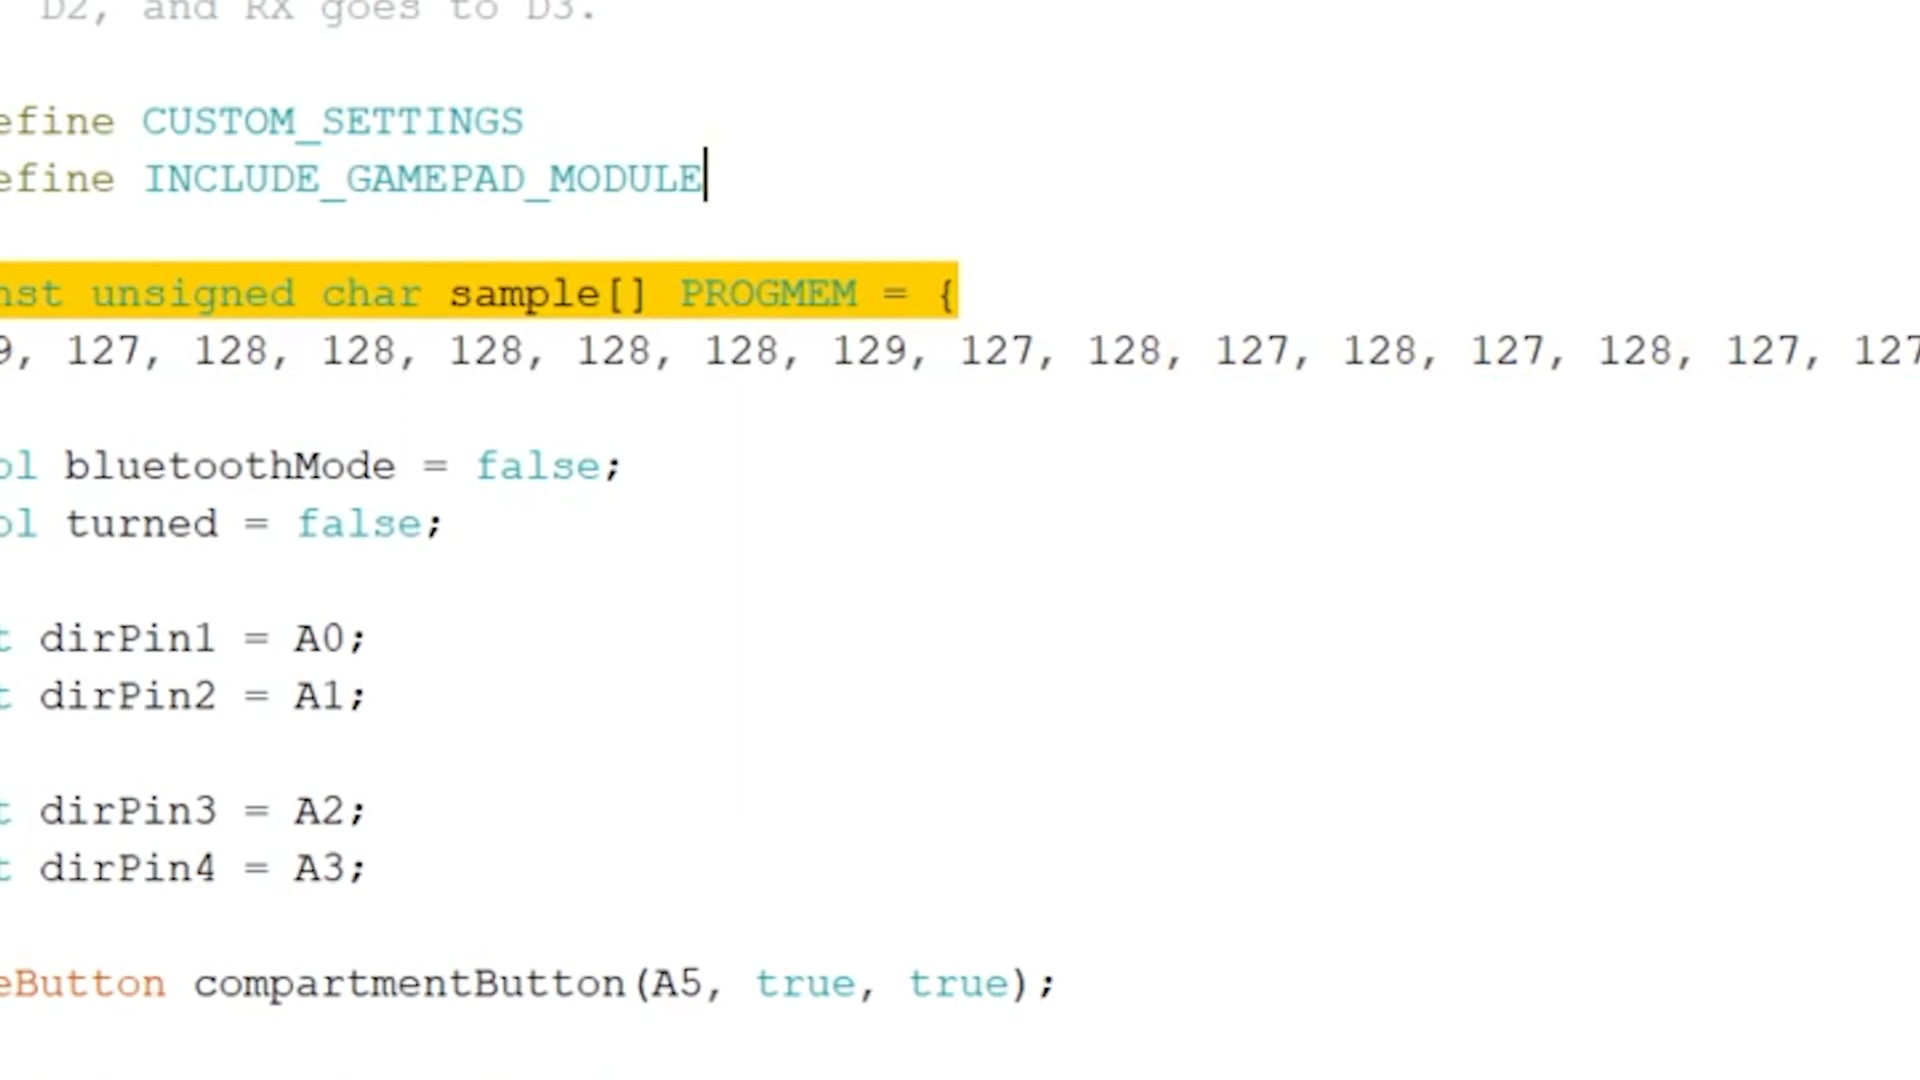 D2, and RX goes to D3.
efine CUSTOM_SETTINGS
efine INCLUDE_GAMEPAD_MODULE
nst unsigned char sample[] PROGMEM = {
9, 127, 128, 128, 128, 128, 128, 129, 127, 128, 127, 128, 127, 128, 127, 127
ol bluetoothMode = false;
ol turned = false;
t dirPin1 = A0;
t dirPin2 = A1;
t dirPin3 = A2;
t dirPin4 = A3;
eButton compartmentButton(A5, true, true);